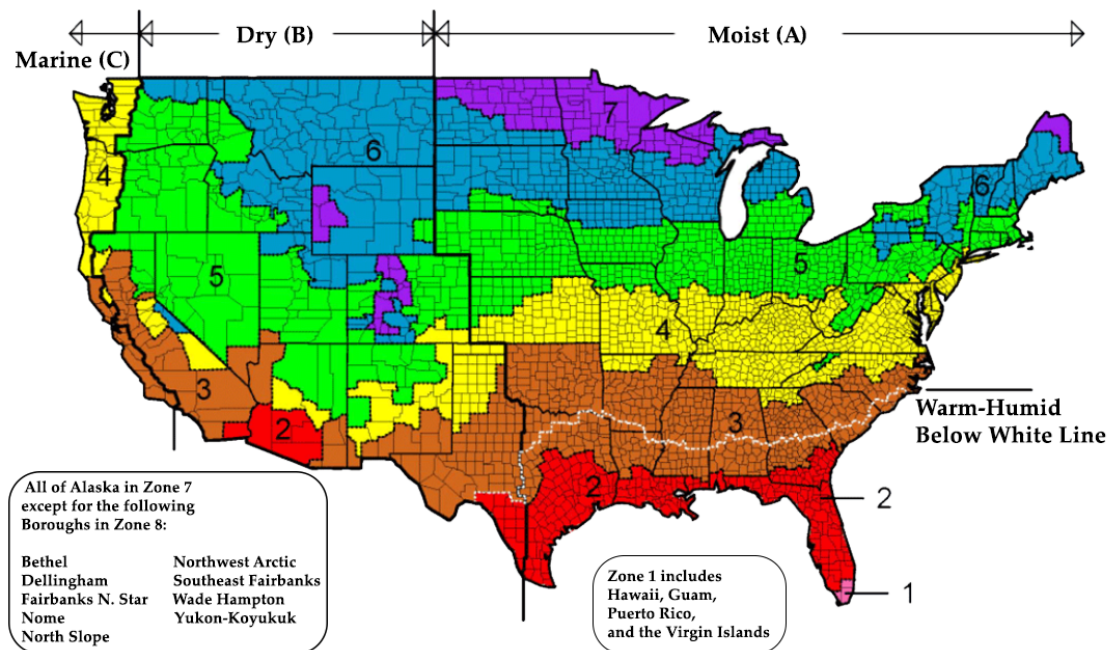 Marine (C)
Dry (B)
Moist (A)
7
6
6
4
5
5
4
3
3
2
2
Warm-Humid
Below White Line
2
1
All of Alaska in Zone 7
except for the following
Boroughs in Zone 8:
Bethel
Dellingham
Fairbanks N. Star
Nome
North Slope
Northwest Arctic
Southeast Fairbanks
Wade Hampton
Yukon-Koyukuk
Zone 1 includes
Hawaii, Guam,
Puerto Rico,
and the Virgin Islands